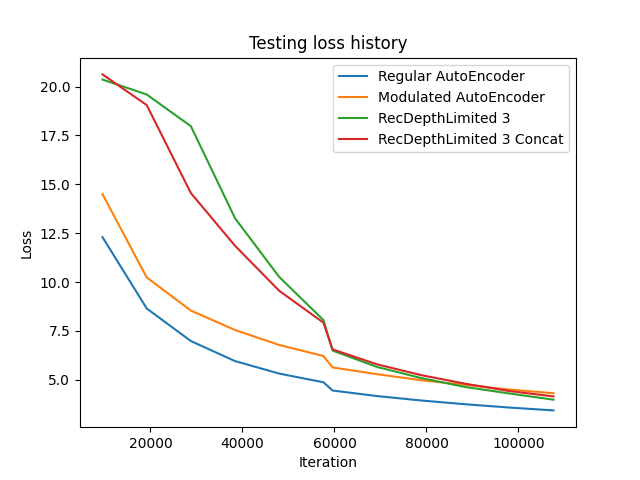 Testing loss history
Regular AutoEncoder
Modulated AutoEncoder
RecDepthLimited 3
RecDepthLimited 3 Concat
20.0
17.5
15.0
12.5
10.0
7.5
5.0
Loss
20000 40000 60000 80000 100000
Iteration